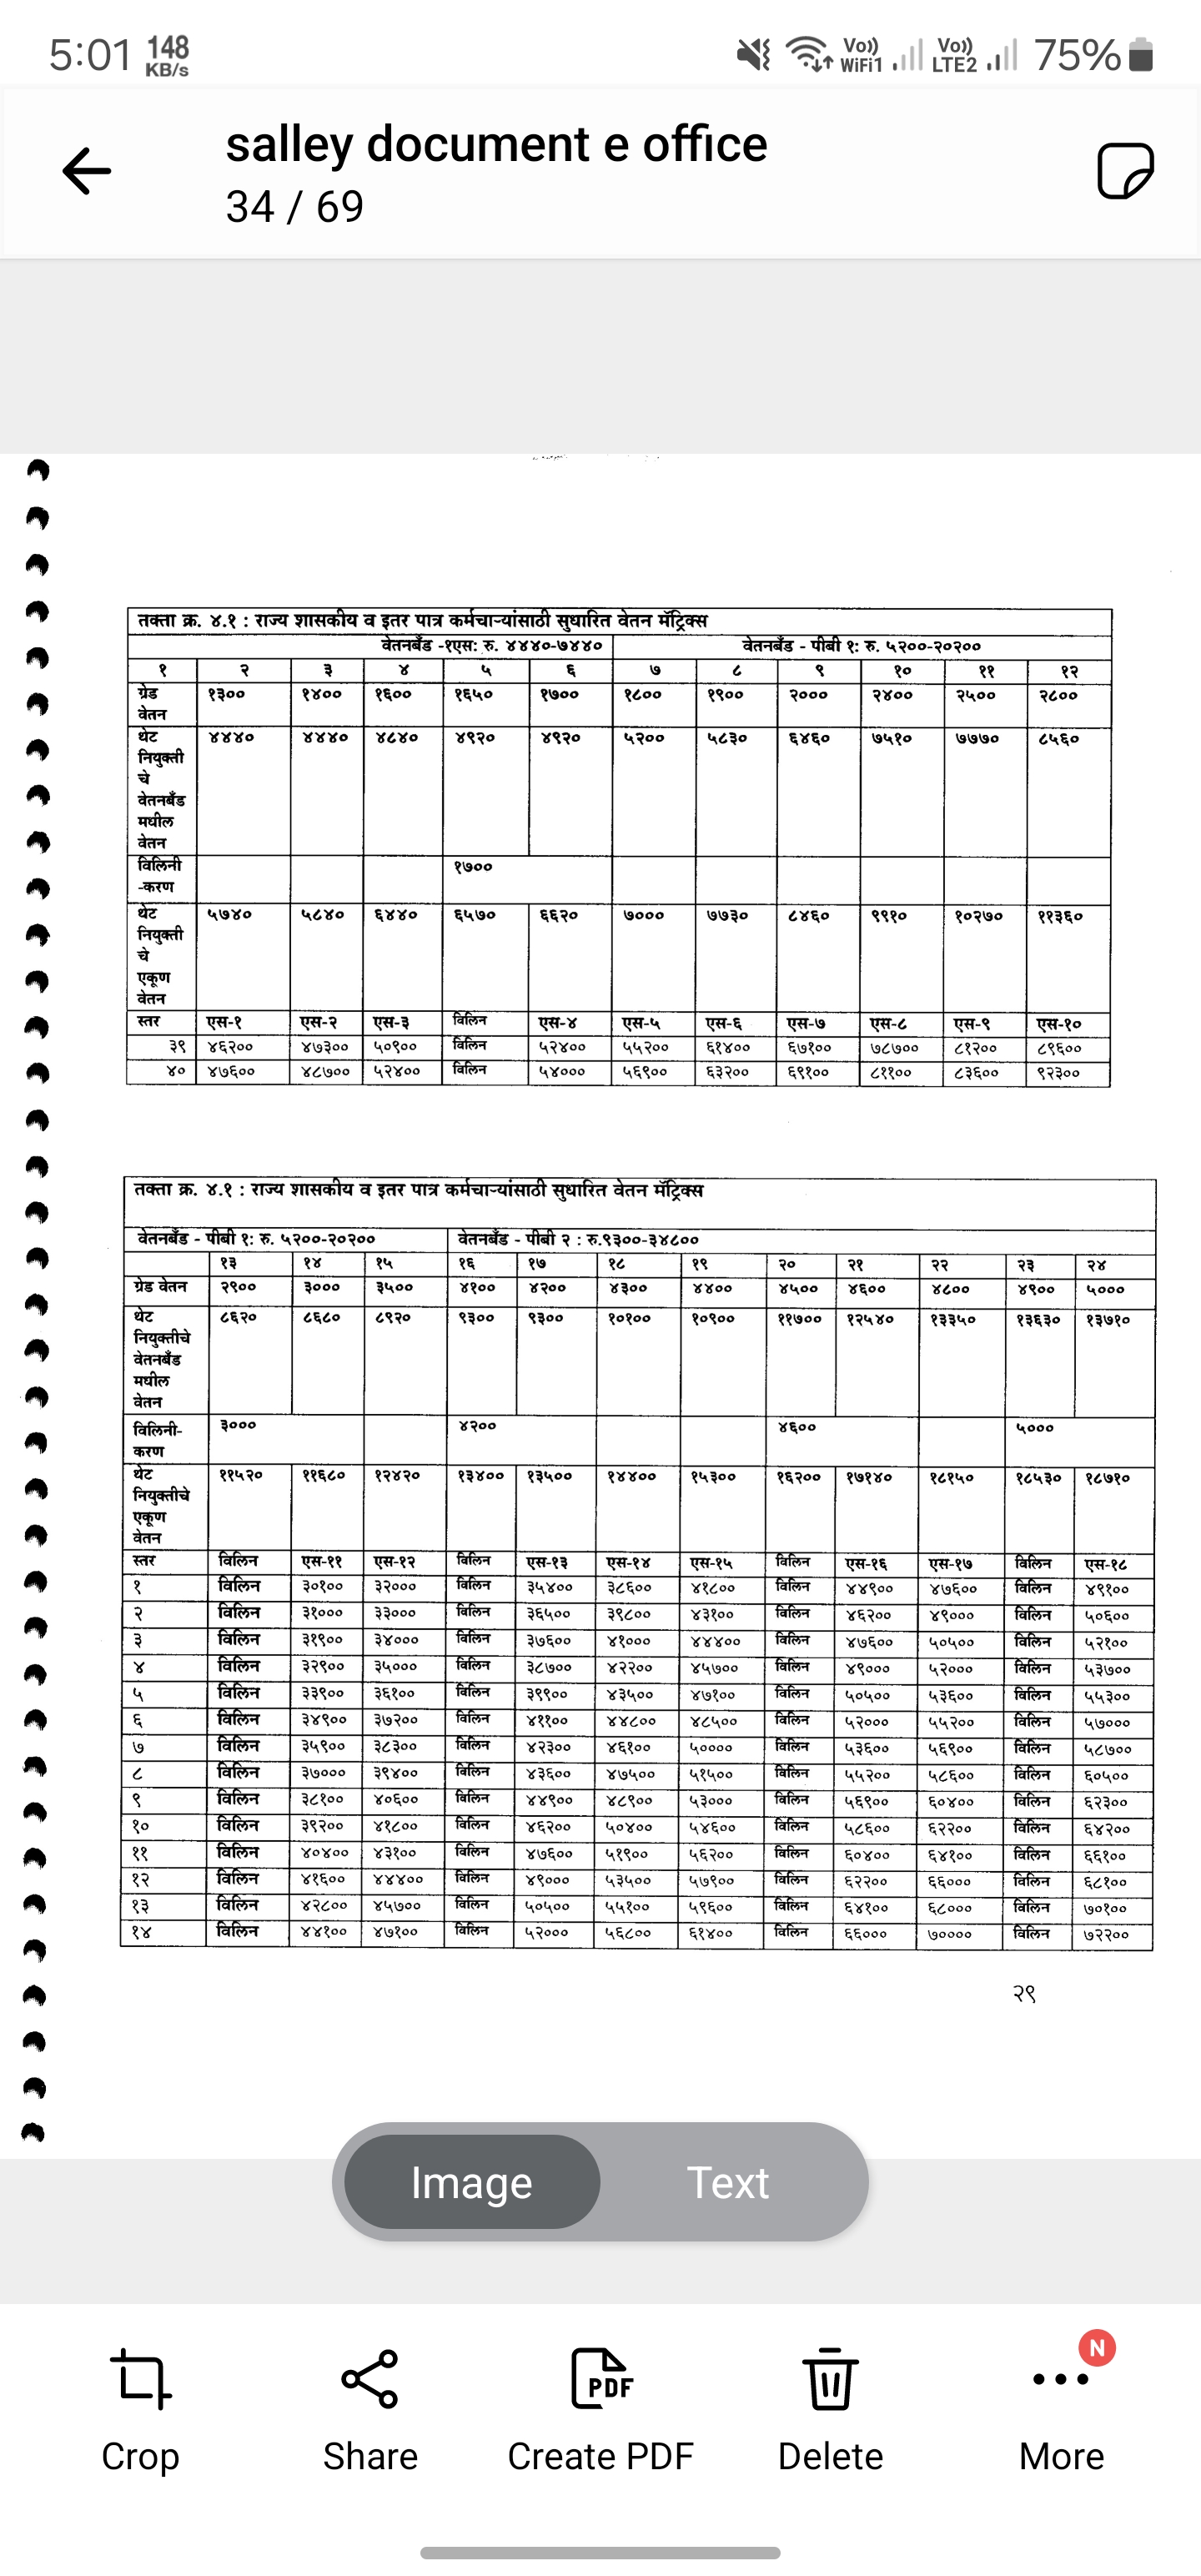 5:01 148 KB/s Vo)) WiFi1 Vo)) LTE2 75%
salley document e office
34 / 69
तक्ता क्र. ४.१ : राज्य शासकीय व इतर पात्र कर्मचाऱ्यांसाठी सुधारित वेतन मॅट्रिक्स
वेतनबँड -१एस: रु. ४४४०-७४४० वेतनबँड - पीबी १: रु. ५२००-२०२००
१ २ ३ ४ ५ ६ ७ ८ ९ १० ११ १२
ग्रेड १३०० १४०० १६०० १६५० १७०० १८०० १९०० २००० २४०० २५०० २८००
वेतन
थेट ४४४० ४४४० ४८४० ४९२० ४९२० ५२०० ५८३० ६४६० ७५१० ७७७० ८५६०
नियुक्ती
चे
वेतनबँड
मधील
वेतन
विलिनी १७००
-करण
थेट ५७४० ५८४० ६४४० ६५७० ६६२० ७००० ७७३० ८४६० ९९१० १०२७० ११३६०
नियुक्ती
चे
एकूण
वेतन
स्तर एस-१ एस-२ एस-३ विलिन एस-४ एस-५ एस-६ एस-७ एस-८ एस-९ एस-१०
३९ ४६२०० ४७३०० ५०९०० विलिन ५२४०० ५५२०० ६१४०० ६७१०० ७८७०० ८१२०० ८९६००
४० ४७६०० ४८७०० ५२४०० विलिन ५४००० ५६९०० ६३२०० ६९१०० ८११०० ८३६०० ९२३००
तक्ता क्र. ४.१ : राज्य शासकीय व इतर पात्र कर्मचाऱ्यांसाठी सुधारित वेतन मॅट्रिक्स
वेतनबँड - पीबी १: रु. ५२००-२०२०० वेतनबँड - पीबी २ : रु.९३००-३४८००
१३ १४ १५ १६ १७ १८ १९ २० २१ २२ २३ २४
ग्रेड वेतन २९०० ३००० ३५०० ४१०० ४२०० ४३०० ४४०० ४५०० ४६०० ४८०० ४९०० ५०००
थेट ८६२० ८६८० ८९२० ९३०० ९३०० १०१०० १०९०० ११७०० १२५४० १३३५० १३६३० १३७१०
नियुक्तीचे
वेतनबँड
मधील
वेतन
विलिनी- ३००० ४२०० ४६०० ५०००
करण
थेट ११५२० ११६८० १२४२० १३४०० १३५०० १४४०० १५३०० १६२०० १७१४० १८१५० १८५३० १८७१०
नियुक्तीचे
एकूण
वेतन
स्तर विलिन एस-११ एस-१२ विलिन एस-१३ एस-१४ एस-१५ विलिन एस-१६ एस-१७ विलिन एस-१८
१ विलिन ३०१०० ३२००० विलिन ३५४०० ३८६०० ४१८०० विलिन ४४९०० ४७६०० विलिन ४९१००
२ विलिन ३१००० ३३००० विलिन ३६५०० ३९८०० ४३१०० विलिन ४६२०० ४९००० विलिन ५०६००
३ विलिन ३१९०० ३४००० विलिन ३७६०० ४१००० ४४४०० विलिन ४७६०० ५०५०० विलिन ५२१००
४ विलिन ३२९०० ३५००० विलिन ३८७०० ४२२०० ४५७०० विलिन ४९००० ५२००० विलिन ५३७००
५ विलिन ३३९०० ३६१०० विलिन ३९९०० ४३५०० ४७१०० विलिन ५०५०० ५३६०० विलिन ५५३००
६ विलिन ३४९०० ३७२०० विलिन ४११०० ४४८०० ४८५०० विलिन ५२००० ५५२०० विलिन ५७०००
७ विलिन ३५९०० ३८३०० विलिन ४२३०० ४६१०० ५०००० विलिन ५३६०० ५६९०० विलिन ५८७००
८ विलिन ३७००० ३९४०० विलिन ४३६०० ४७५०० ५१५०० विलिन ५५२०० ५८६०० विलिन ६०५००
९ विलिन ३८१०० ४०६०० विलिन ४४९०० ४८९०० ५३००० विलिन ५६९०० ६०४०० विलिन ६२३००
१० विलिन ३९२०० ४१८०० विलिन ४६२०० ५०४०० ५४६०० विलिन ५८६०० ६२२०० विलिन ६४२००
११ विलिन ४०४०० ४३१०० विलिन ४७६०० ५१९०० ५६२०० विलिन ६०४०० ६४१०० विलिन ६६१००
१२ विलिन ४१६०० ४४४०० विलिन ४९००० ५३५०० ५७९०० विलिन ६२२०० ६६००० विलिन ६८१००
१३ विलिन ४२८०० ४५७०० विलिन ५०५०० ५५१०० ५९६०० विलिन ६४१०० ६८००० विलिन ७०१००
१४ विलिन ४४१०० ४७१०० विलिन ५२००० ५६८०० ६१४०० विलिन ६६००० ७०००० विलिन ७२२००
२९
Image Text
PDF N
Crop Share Create PDF Delete More